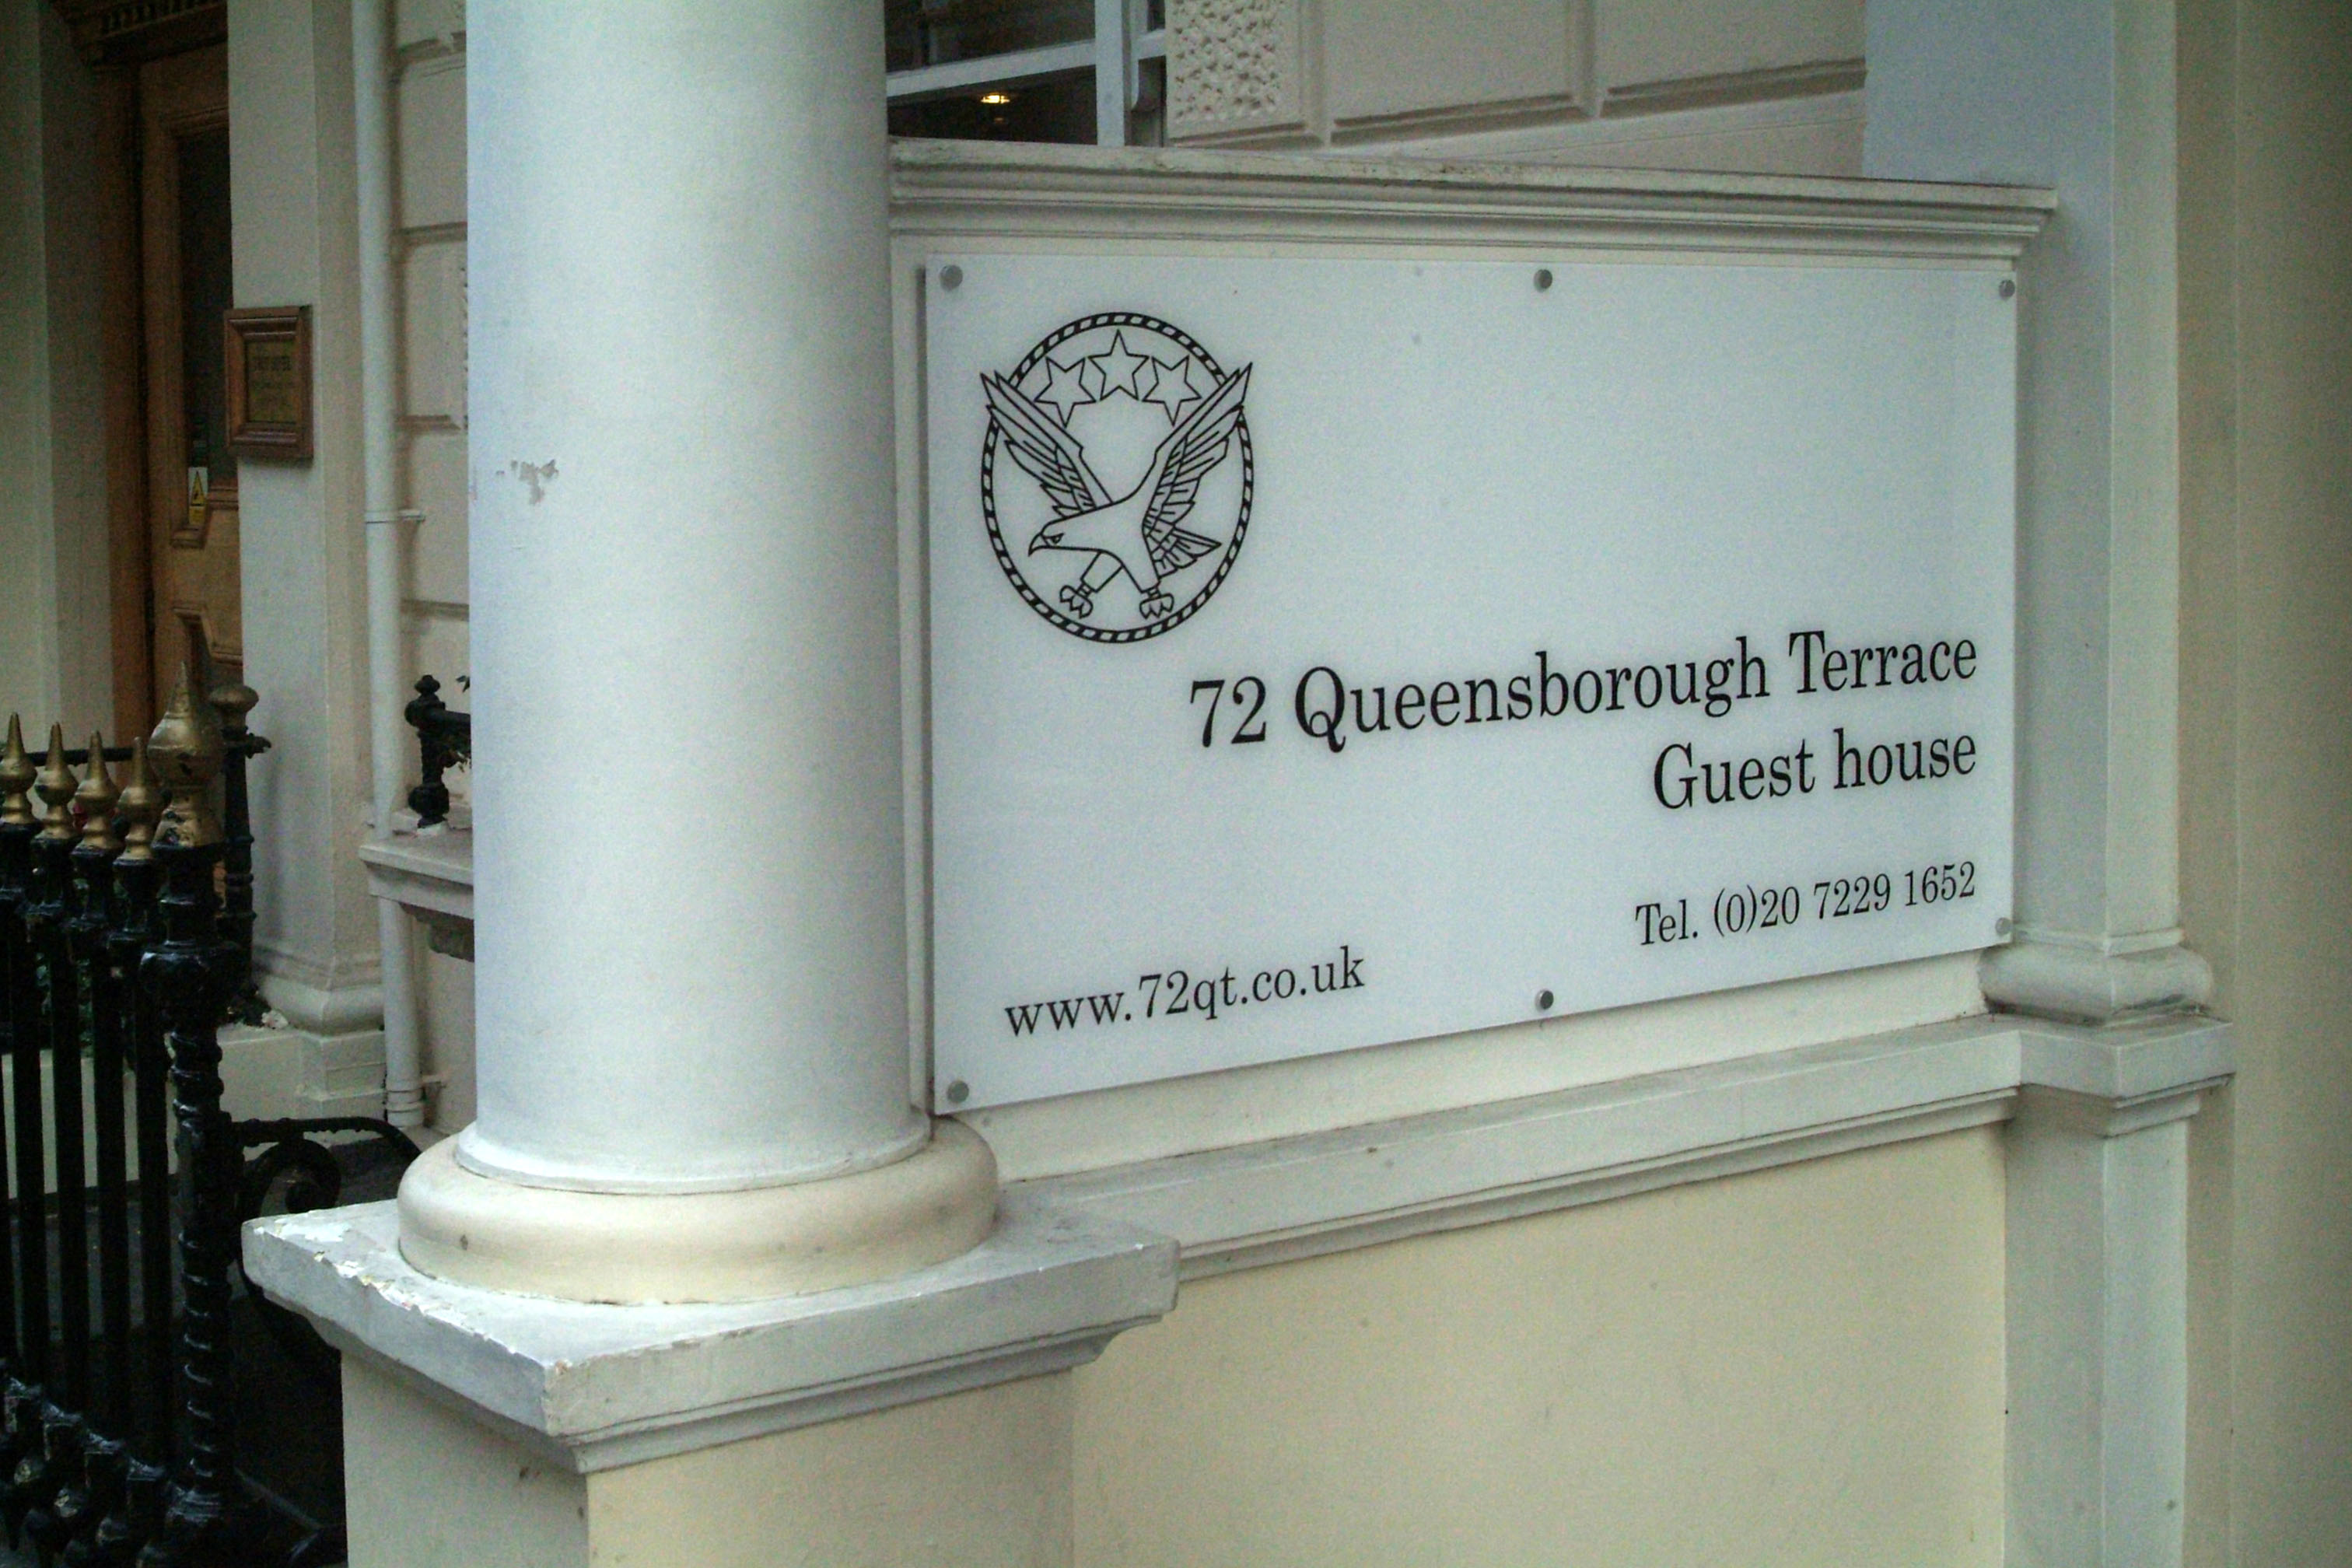 72 Queensborough Terrace
Guest house
Tel. (0)20 7229 1652
www.72qt.co.uk